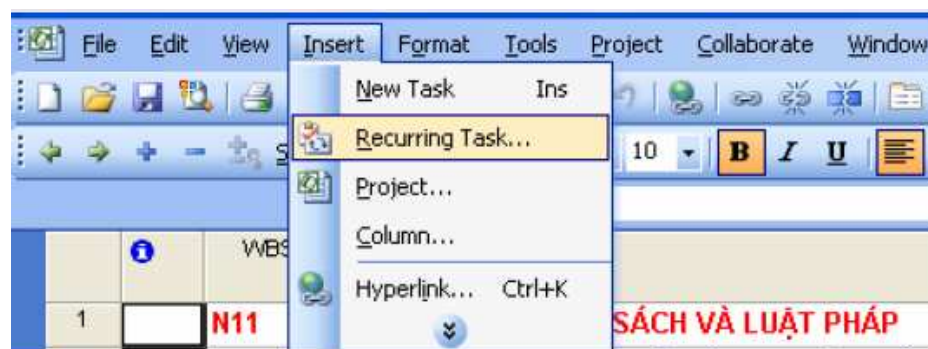 File Edit View Insert Format Tools Project Collaborate Window
New Task Ins
Recurring Task...
10 B I U
Project...
Column...
WBS
Hyperlink... Ctrl+K
1 N11 SÁCH VÀ LUẬT PHÁP